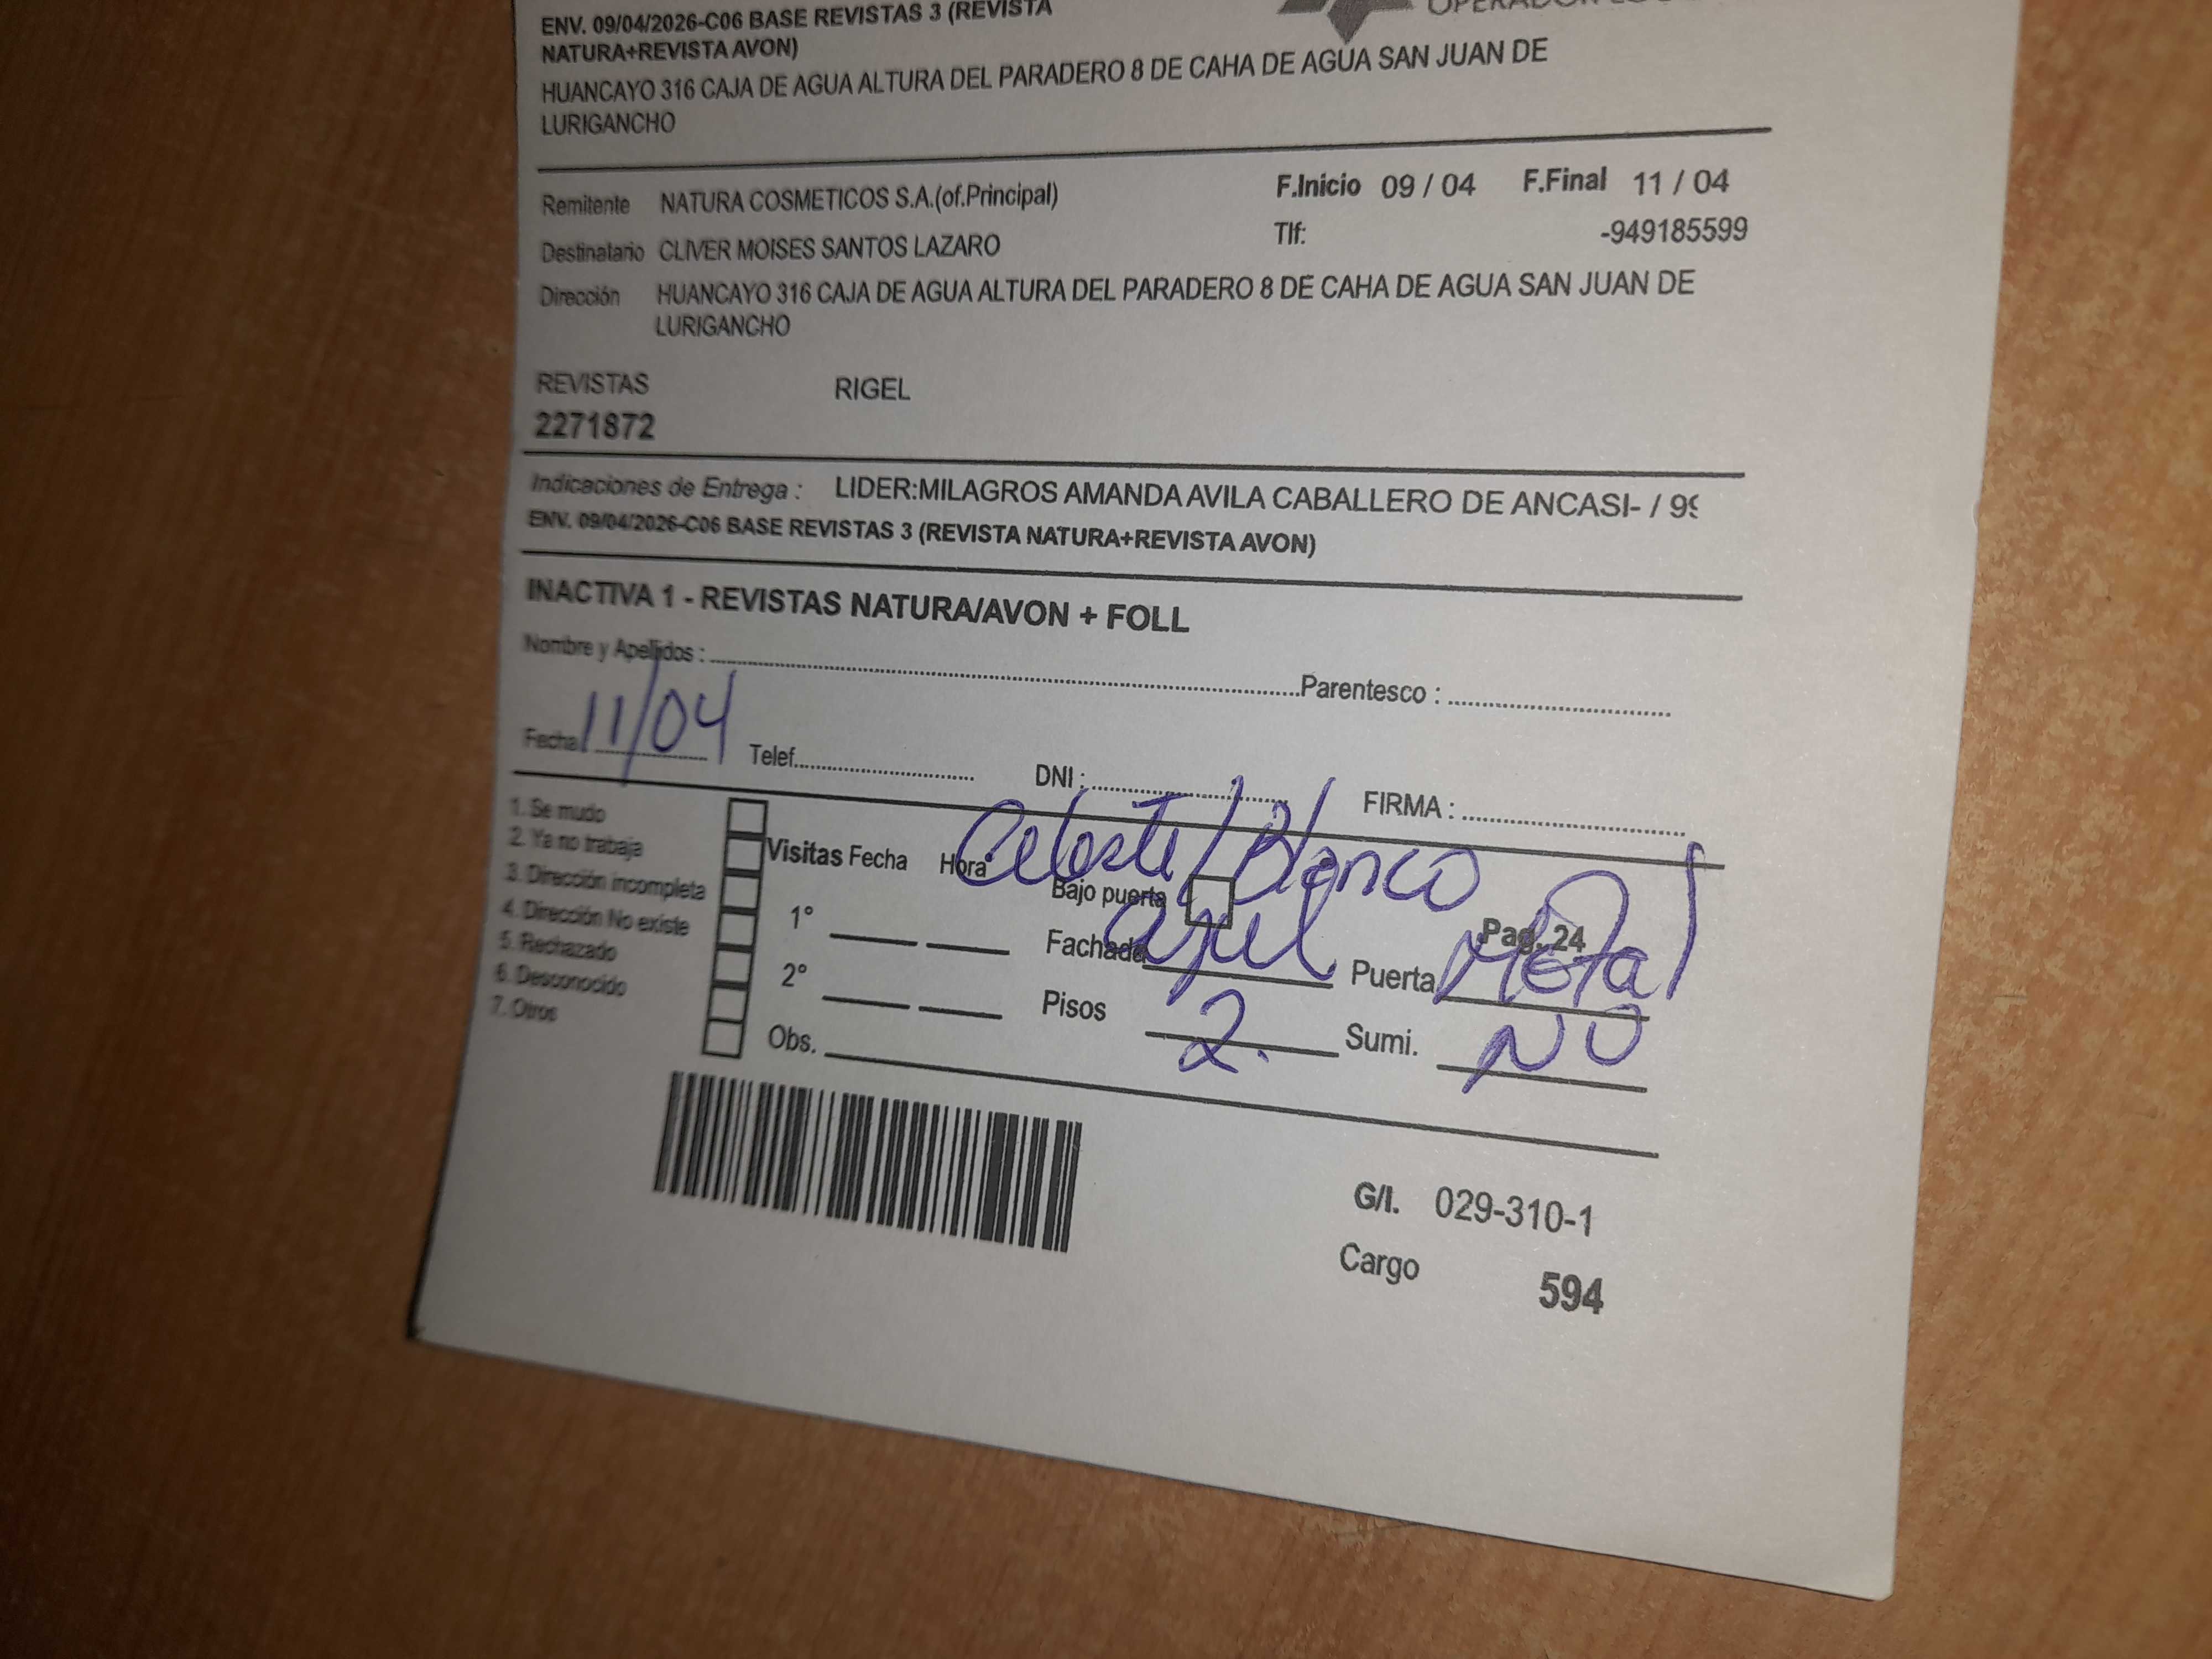 ENV. 09/04/2026-C06 BASE REVISTAS 3 (REVISTA
NATURA+REVISTA AVON)
OPERADOR
HUANCAYO 316 CAJA DE AGUA ALTURA DEL PARADERO 8 DE CAHA DE AGUA SAN JUAN DE
LURIGANCHO
Remitente NATURA COSMETICOS S.A.(of.Principal) F.Inicio 09 / 04 F.Final 11 / 04
Destinatario CLIVER MOISES SANTOS LAZARO Tlf: -949185599
Dirección HUANCAYO 316 CAJA DE AGUA ALTURA DEL PARADERO 8 DE CAHA DE AGUA SAN JUAN DE
LURIGANCHO
REVISTAS RIGEL
2271872
Indicaciones de Entrega : LIDER:MILAGROS AMANDA AVILA CABALLERO DE ANCASI- / 99
ENV. 09/04/2026-C06 BASE REVISTAS 3 (REVISTA NATURA+REVISTA AVON)
INACTIVA 1 - REVISTAS NATURA/AVON + FOLL
Nombre y Apellidos : Parentesco :
Fecha 11/04 Telef. DNI : FIRMA :
1. Se mudo
2. Ya no trabaja
3. Dirección incompleta
4. Dirección No existe
5. Rechazado
6. Desconocido
7. Otros
Visitas Fecha Hora Celeste/Blanco
Bajo puerta
Pag. 24
1° Fachada azul Puerta Metal
2° Pisos 2. Sumi. NO
Obs.
G/I. 029-310-1
Cargo 594